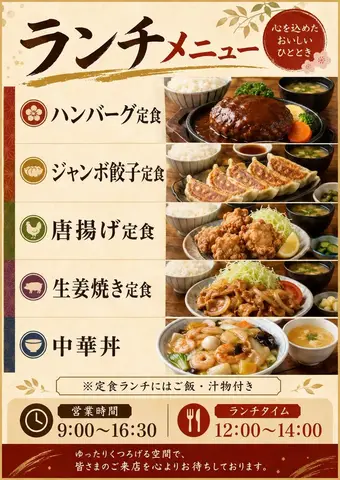 ランチメニュー
心を込めた
おいしい
ひととき
ハンバーグ定食
ジャンボ餃子定食
唐揚げ定食
生姜焼き定食
中華丼
※定食ランチにはご飯・汁物付き
営業時間
9:00〜16:30
ランチタイム
12:00〜14:00
ゆったりくつろげる空間で、
皆さまのご来店を心よりお待ちしております。